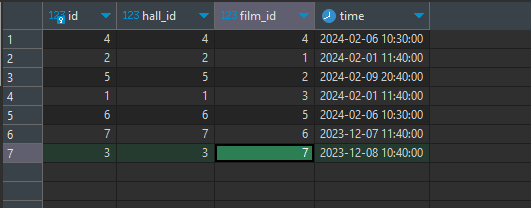 123 id 123 hall_id 123 film_id time
1 4 4 4 2024-02-06 10:30:00
2 2 2 1 2024-02-01 11:40:00
3 5 5 2 2024-02-09 20:40:00
4 1 1 3 2024-02-01 11:40:00
5 6 6 5 2024-02-06 10:30:00
6 7 7 6 2023-12-07 11:40:00
7 3 3 7 2023-12-08 10:40:00